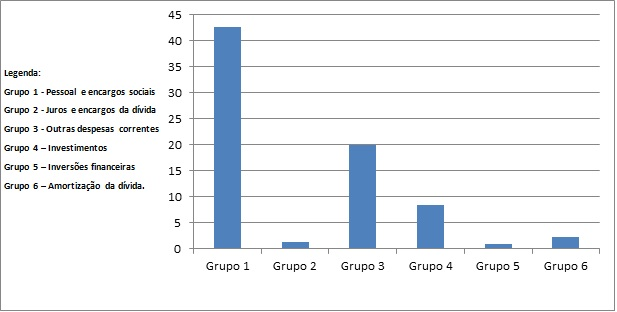 Legenda:
Grupo 1 - Pessoal e encargos sociais
Grupo 2 - Juros e encargos da dívida
Grupo 3 - Outras despesas correntes
Grupo 4 – Investimentos
Grupo 5 – Inversões financeiras
Grupo 6 – Amortização da dívida.
45
40
35
30
25
20
15
10
5
0
Grupo 1 Grupo 2 Grupo 3 Grupo 4 Grupo 5 Grupo 6